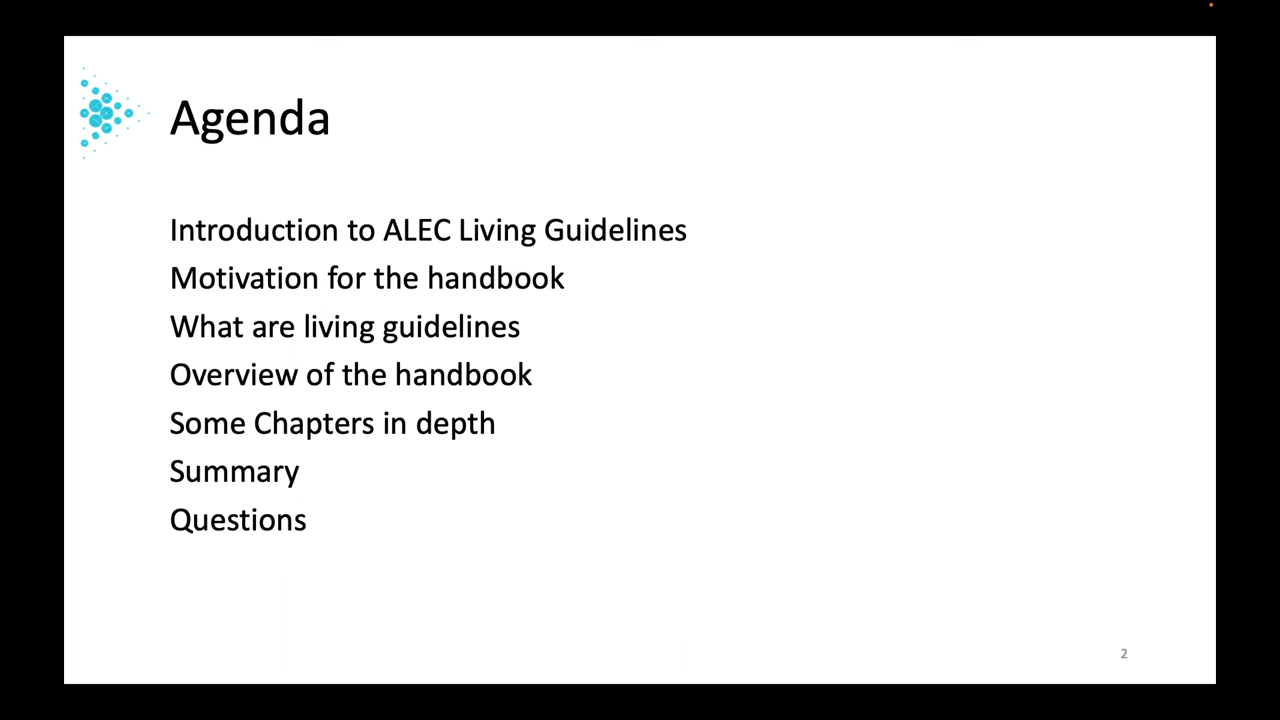 Agenda
Introduction to ALEC Living Guidelines
Motivation for the handbook
What are living guidelines
Overview of the handbook
Some Chapters in depth
Summary
Questions
2